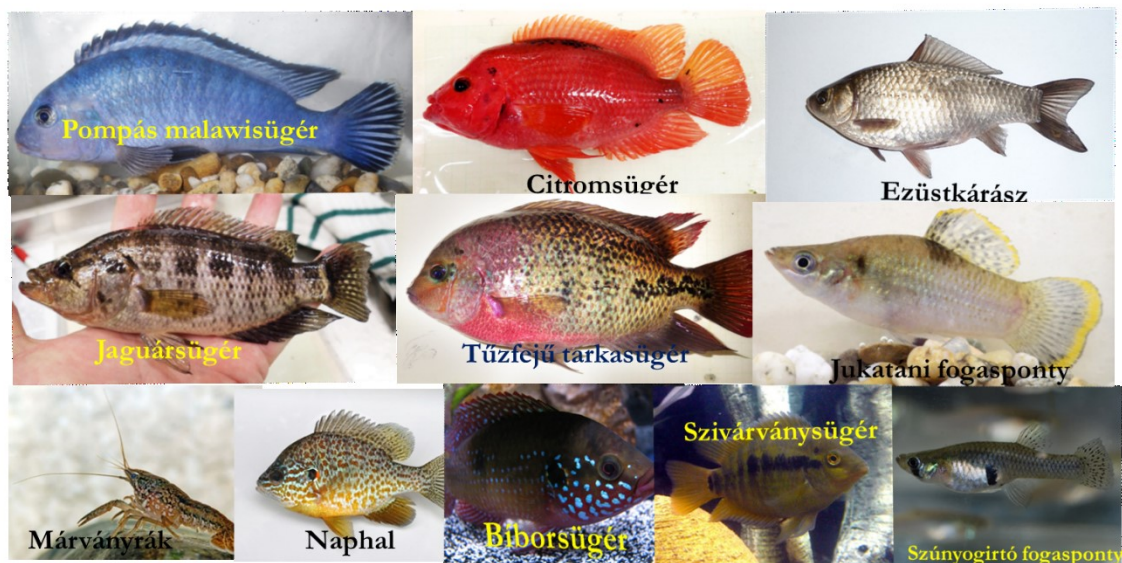 Pompás malawisügér
Citromsügér
Ezüstkárász
Jaguársügér
Tűzfejű tarkasügér
Jukatáni fogasponty
Márványrák
Naphal
Bíborsügér
Szivárványsügér
Szúnyogirtó fogasponty